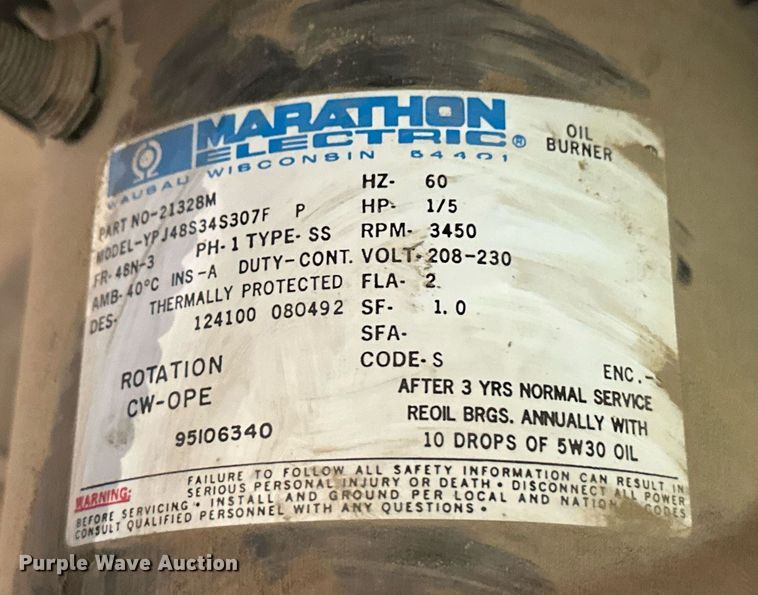 MARATHON
ELECTRIC®
WAUSAU WISCONSIN 54401
OIL
BURNER
PART NO-21328M
MODEL-YPJ48S34S307F P
FR-48N-3 PH-1 TYPE-SS
AMB-40°C INS-A DUTY-CONT.
THERMALLY PROTECTED
DES- 124100 080492
HZ- 60
HP- 1/5
RPM- 3450
VOLT-208-230
FLA- 2
SF- 1.0
SFA-
CODE-S
ENC.-
ROTATION
CW-OPE
95106340
AFTER 3 YRS NORMAL SERVICE
REOIL BRGS. ANNUALLY WITH
10 DROPS OF 5W30 OIL
WARNING: FAILURE TO FOLLOW ALL SAFETY INFORMATION CAN RESULT IN
SERIOUS PERSONAL INJURY OR DEATH • DISCONNECT ALL POWER
BEFORE SERVICING • INSTALL AND GROUND PER LOCAL AND NATIONAL CODES
CONSULT QUALIFIED PERSONNEL WITH ANY QUESTIONS •
Purple Wave Auction